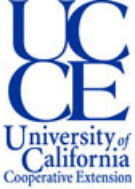 UC
CE
University of
California
Cooperative Extension